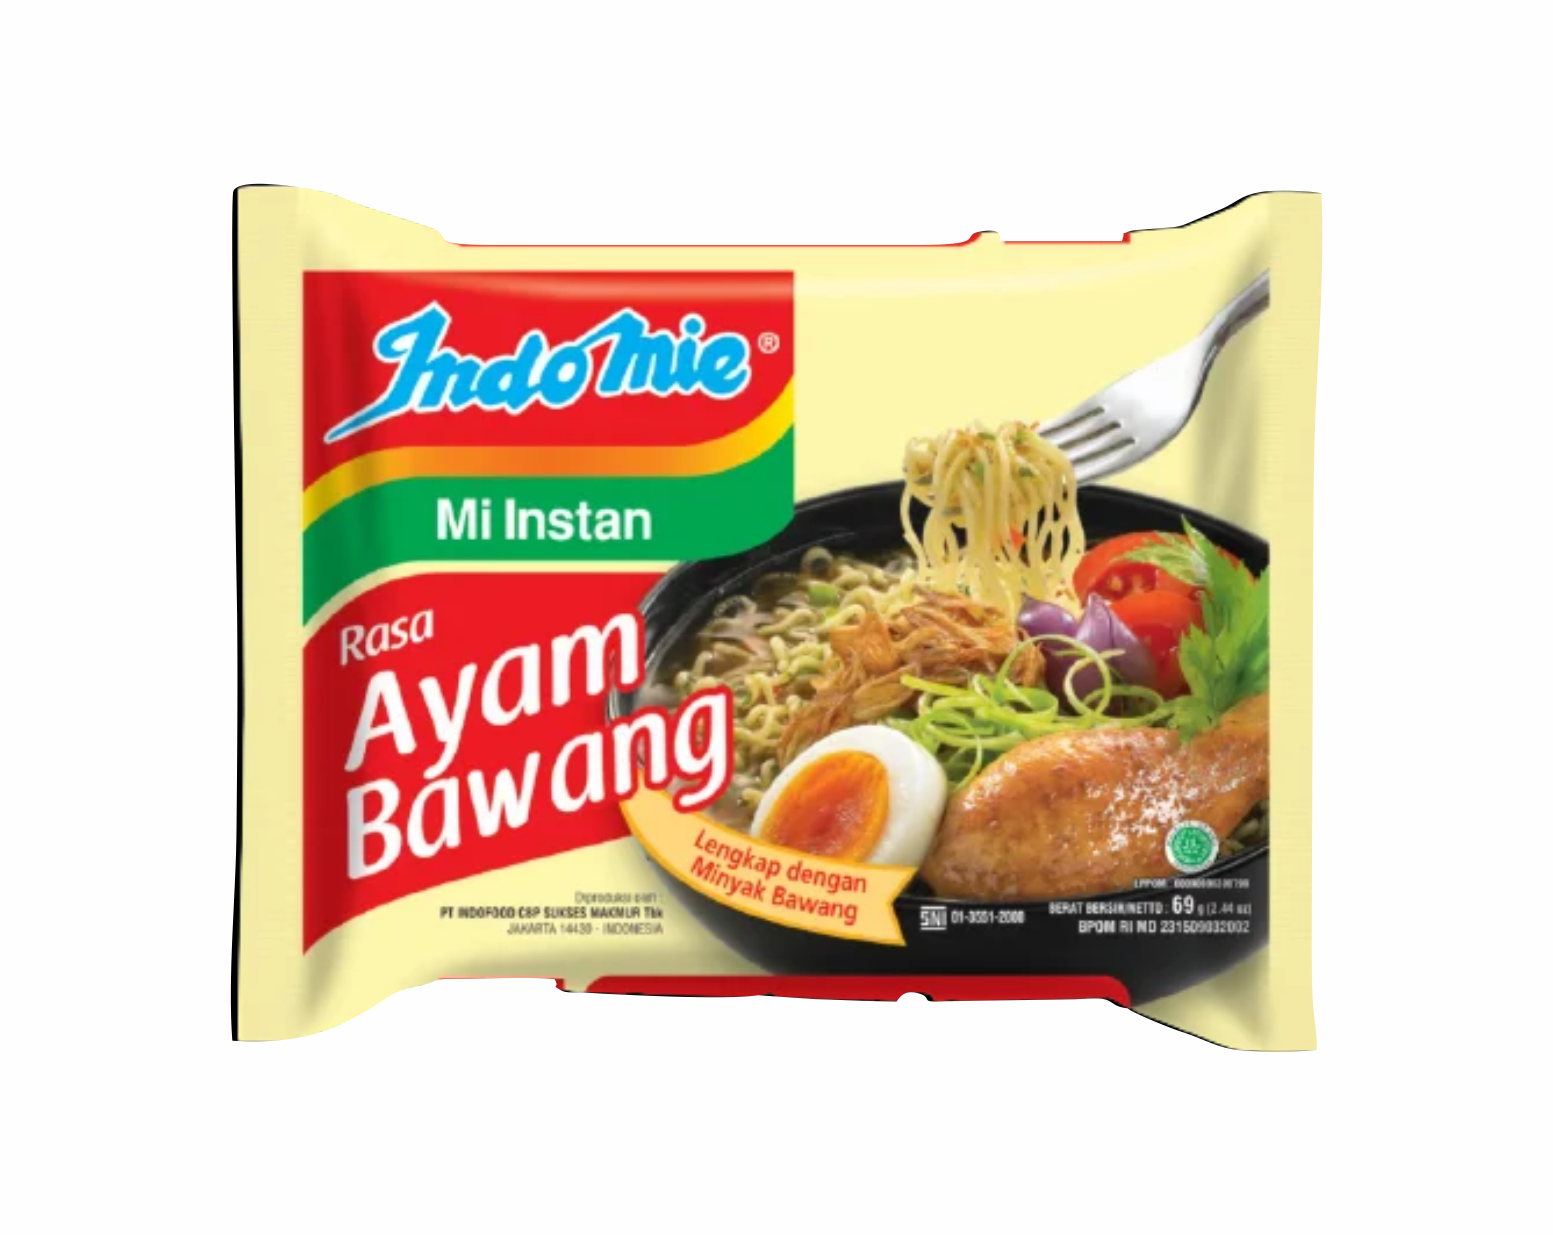 Indomie®
Mi Instan
Rasa
Ayam
Bawang
Lengkap dengan
Minyak Bawang
Diproduksi oleh :
PT INDOFOOD CBP SUKSES MAKMUR Tbk
JAKARTA 14430 - INDONESIA
SNI 01-3551-2000
LPPOM
BERAT BERSIH/NETTO : 69 g (2.44 oz)
BPOM RI MD 231509032002